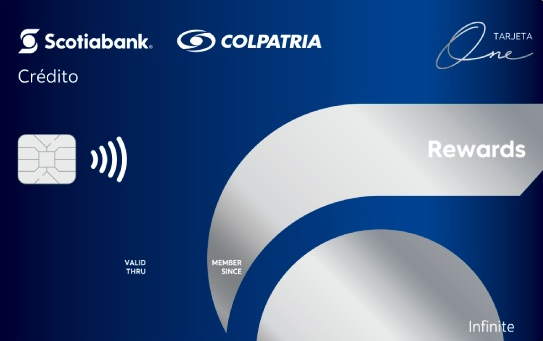 Scotiabank® COLPATRIA
TARJETA
One
Crédito
Rewards
VALID
THRU
MEMBER
SINCE
Infinite